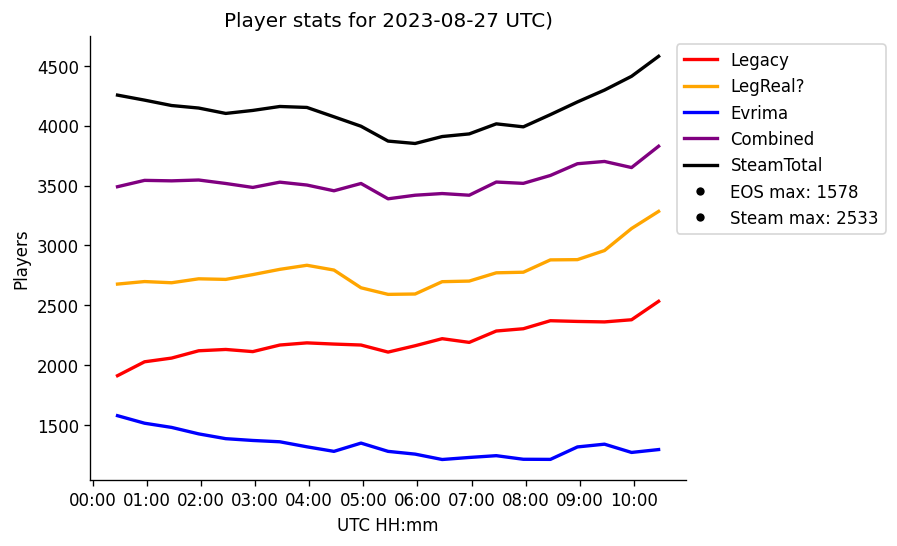 Player stats for 2023-08-27 UTC)
Legacy
LegReal?
Evrima
Combined
SteamTotal
EOS max: 1578
Steam max: 2533
Players
4500
4000
3500
3000
2500
2000
1500
00:00 01:00 02:00 03:00 04:00 05:00 06:00 07:00 08:00 09:00 10:00
UTC HH:mm